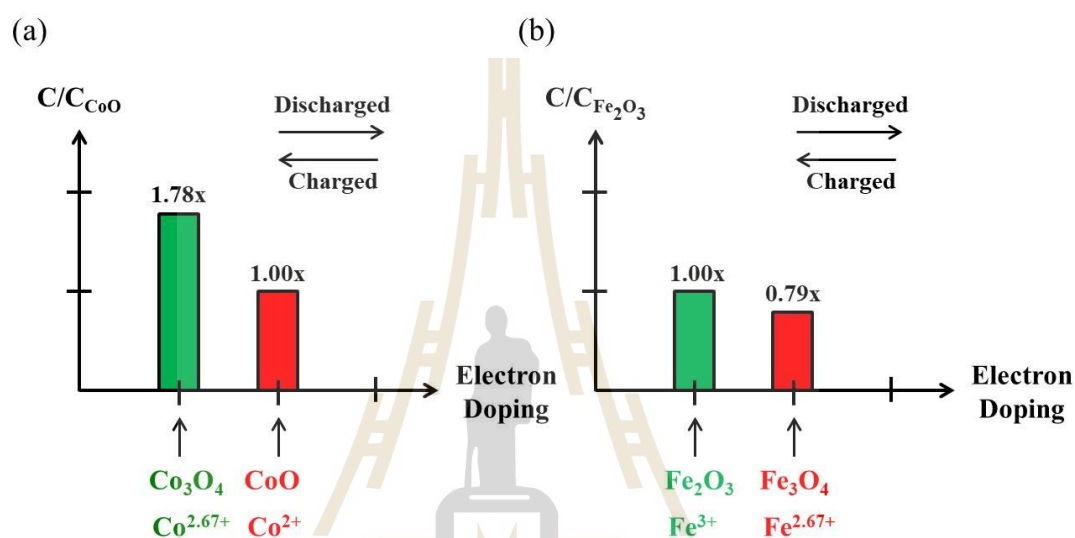 (a)
C/C_CoO
Discharged
Charged
1.78x
1.00x
Electron
Doping
Co₃O₄
CoO
Co²·⁶⁷⁺
Co²⁺
(b)
C/C_Fe₂O₃
Discharged
Charged
1.00x
0.79x
Electron
Doping
Fe₂O₃
Fe₃O₄
Fe³⁺
Fe²·⁶⁷⁺